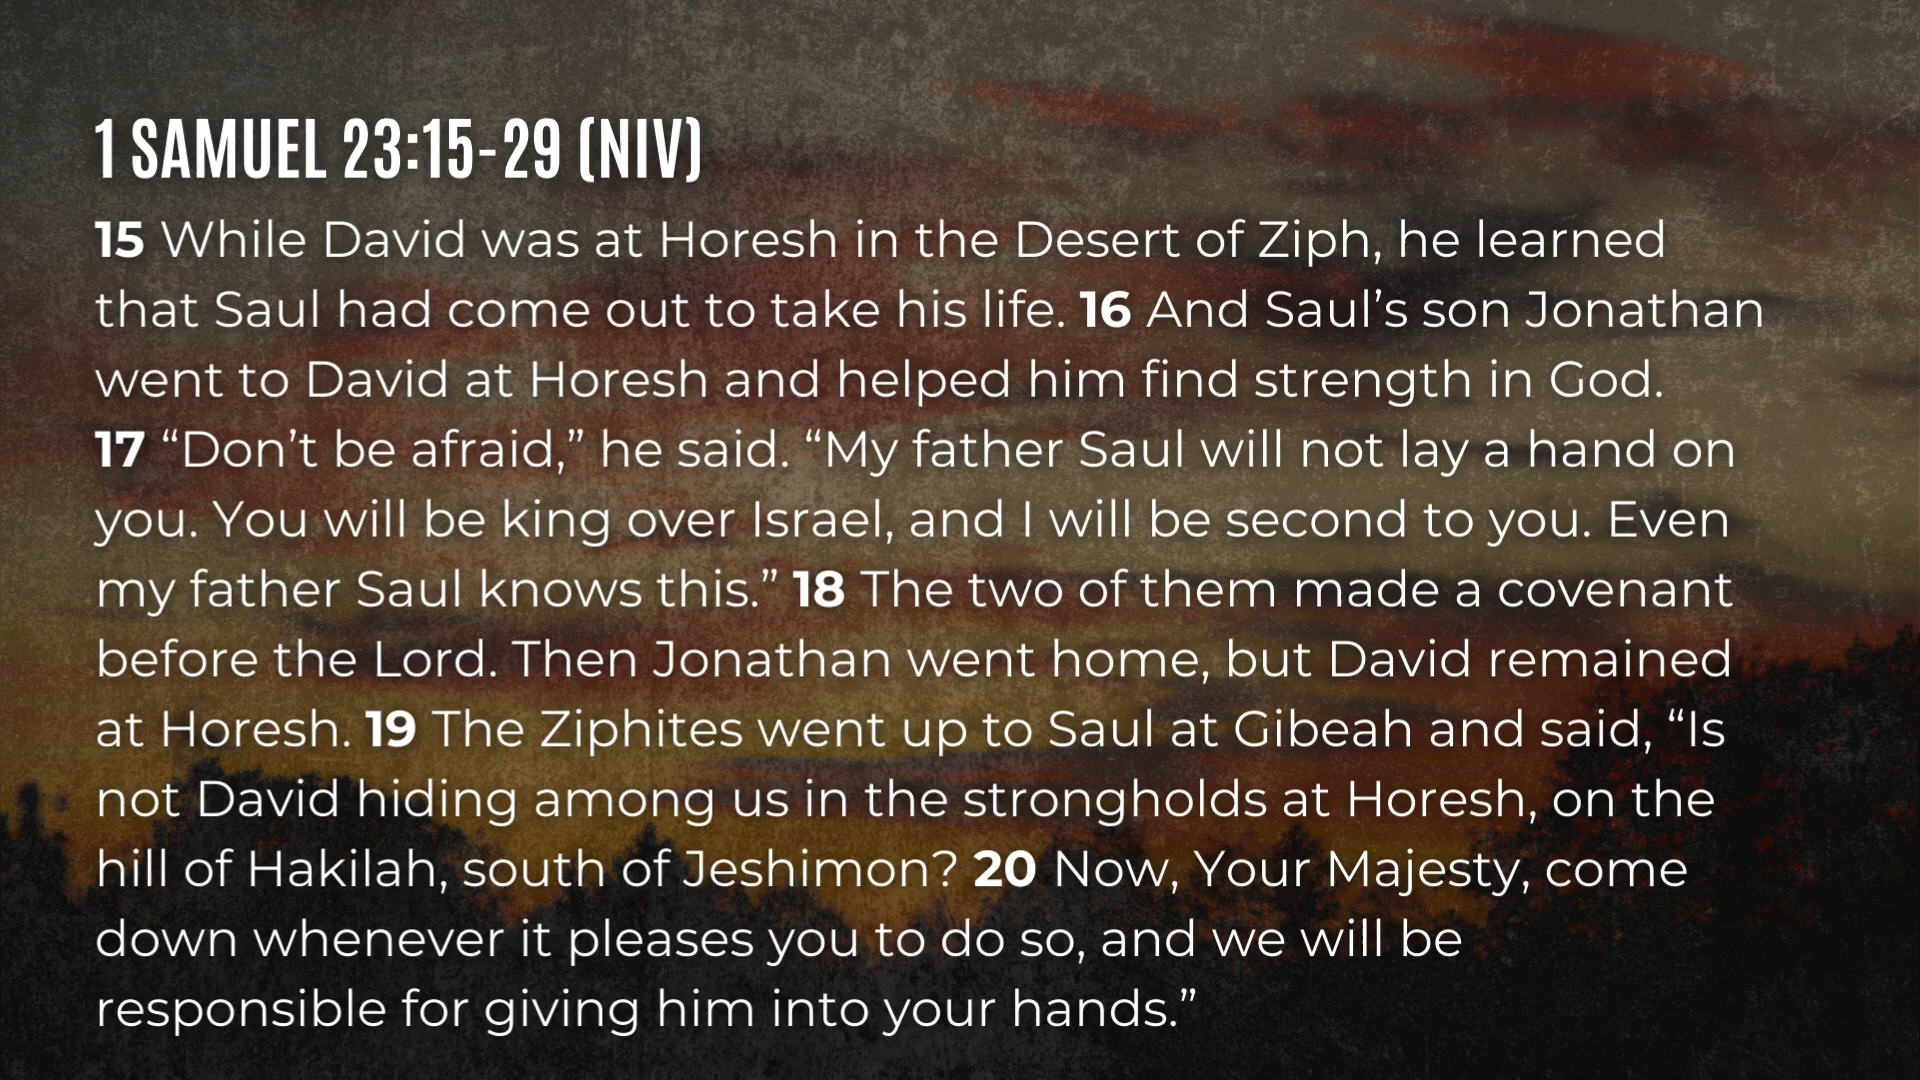 1 SAMUEL 23:15-29 (NIV)
15 While David was at Horesh in the Desert of Ziph, he learned
that Saul had come out to take his life. 16 And Saul’s son Jonathan
went to David at Horesh and helped him find strength in God.
17 “Don’t be afraid,” he said. “My father Saul will not lay a hand on
you. You will be king over Israel, and I will be second to you. Even
my father Saul knows this.” 18 The two of them made a covenant
before the Lord. Then Jonathan went home, but David remained
at Horesh. 19 The Ziphites went up to Saul at Gibeah and said, “Is
not David hiding among us in the strongholds at Horesh, on the
hill of Hakilah, south of Jeshimon? 20 Now, Your Majesty, come
down whenever it pleases you to do so, and we will be
responsible for giving him into your hands.”